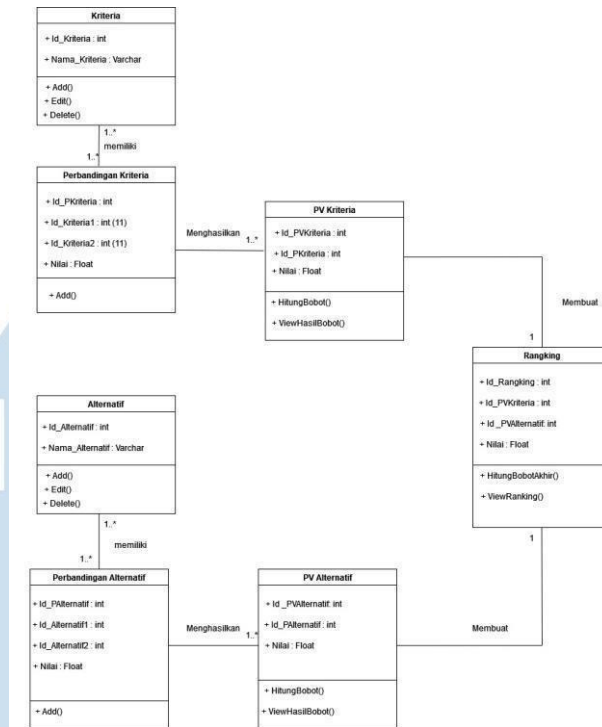 Kriteria
+ Id_Kriteria : int
+ Nama_Kriteria : Varchar
+ Add()
+ Edit()
+ Delete()
1..*
memiliki
1..*
Perbandingan Kriteria
+ Id_PKriteria : int
+ Id_Kriteria1 : int (11)
+ Id_Kriteria2 : int (11)
+ Nilai : Float
+ Add()
Menghasilkan
1..*
PV Kriteria
+ Id_PVKriteria : int
+ Id_PKriteria : int
+ Nilai : Float
+ HitungBobot()
+ ViewHasilBobot()
Membuat
1
Rangking
+ Id_Rangking : int
+ Id_PVKriteria : int
+ Id _PVAlternatif: int
+ Nilai : Float
+ HitungBobotAkhir()
+ ViewRanking()
1
Alternatif
+ Id_Alternatif : int
+ Nama_Alternatif : Varchar
+ Add()
+ Edit()
+ Delete()
1..*
memiliki
1..*
Perbandingan Alternatif
+ Id_PAlternatif : int
+ Id_Alternatif1 : int
+ Id_Alternatif2 : int
+ Nilai : Float
+ Add()
Menghasilkan
1..*
PV Alternatif
+ Id _PVAlternatif: int
+ Id_PAlternatif : int
+ Nilai : Float
+ HitungBobot()
+ ViewHasilBobot()
Membuat